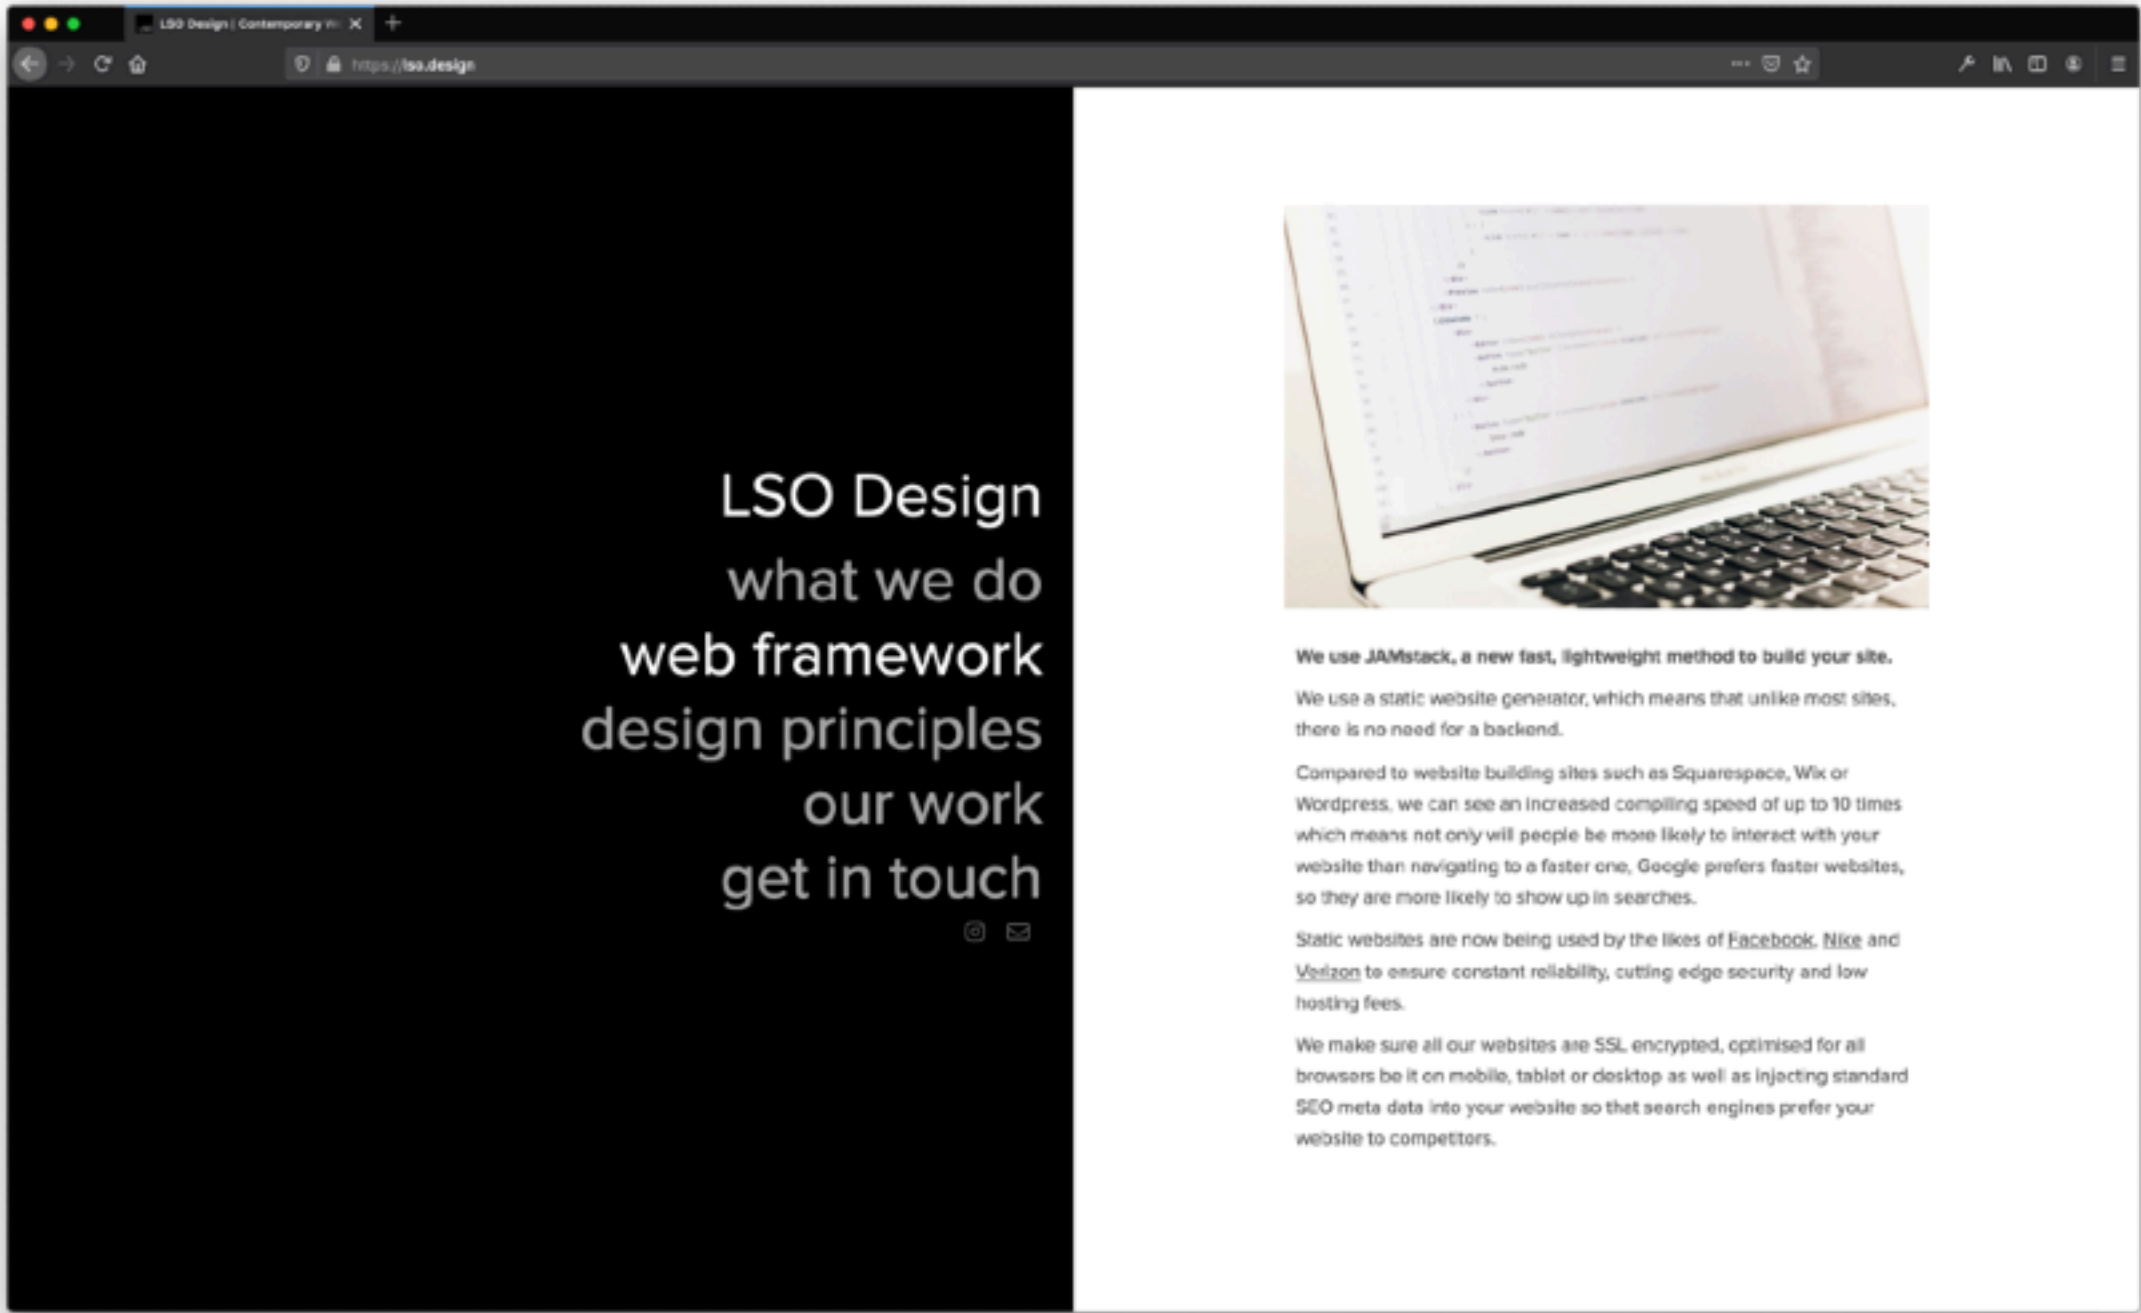 LSO Design | Contemporary
https://lso.design
LSO Design
what we do
web framework
design principles
our work
get in touch
We use JAMstack, a new fast, lightweight method to build your site.
We use a static website generator, which means that unlike most sites,
there is no need for a backend.
Compared to website building sites such as Squarespace, Wix or
Wordpress, we can see an increased compiling speed of up to 10 times
which means not only will people be more likely to interact with your
website than navigating to a faster one, Google prefers faster websites,
so they are more likely to show up in searches.
Static websites are now being used by the likes of Facebook, Nike and
Verizon to ensure constant reliability, cutting edge security and low
hosting fees.
We make sure all our websites are SSL encrypted, optimised for all
browsers be it on mobile, tablet or desktop as well as injecting standard
SEO meta data into your website so that search engines prefer your
website to competitors.